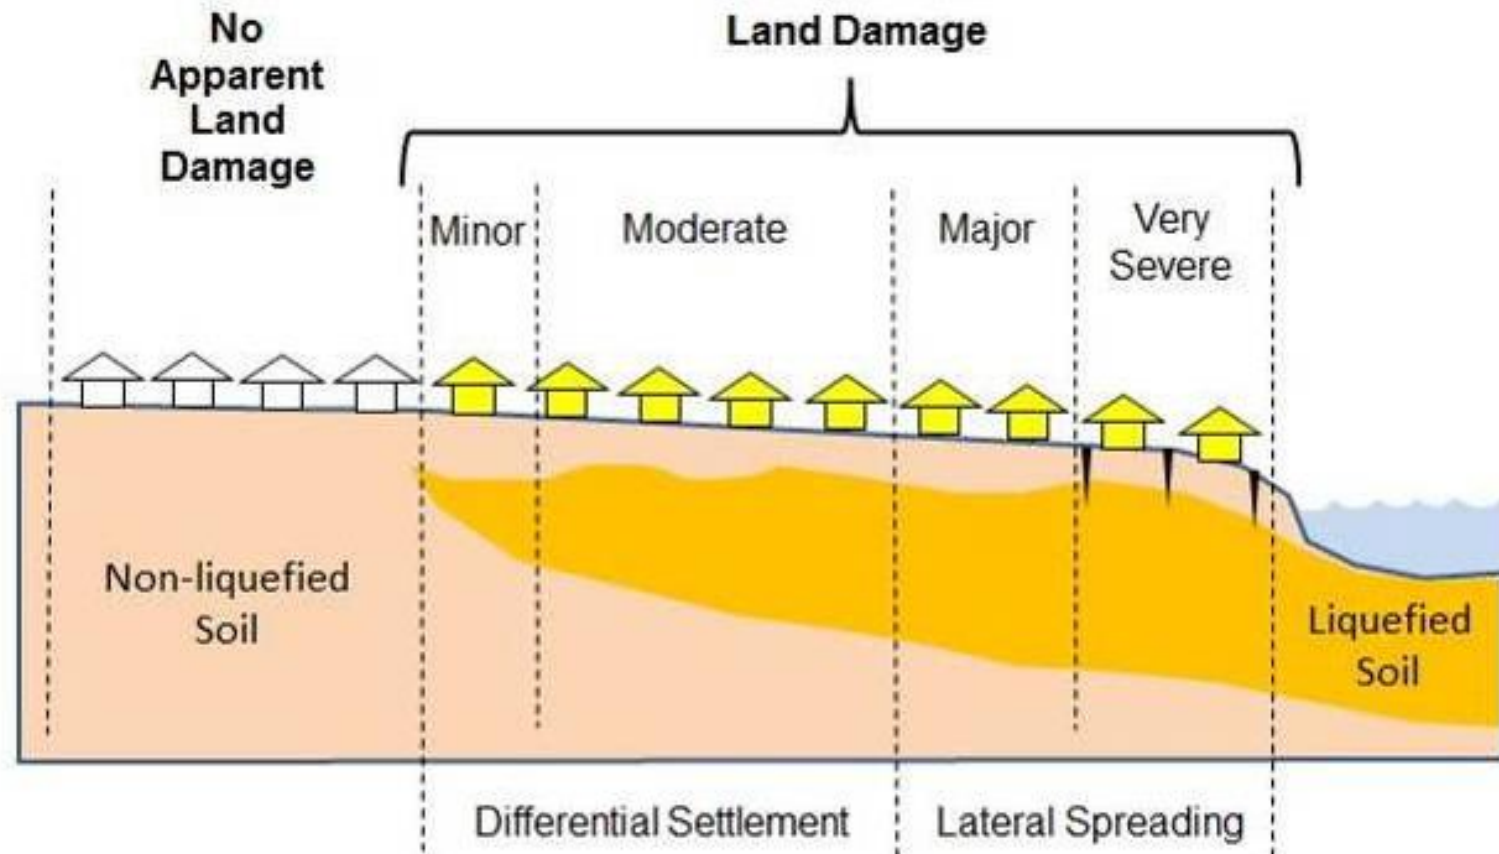 No
Apparent
Land
Damage
Land Damage
Minor
Moderate
Major
Very
Severe
Non-liquefied
Soil
Liquefied
Soil
Differential Settlement
Lateral Spreading